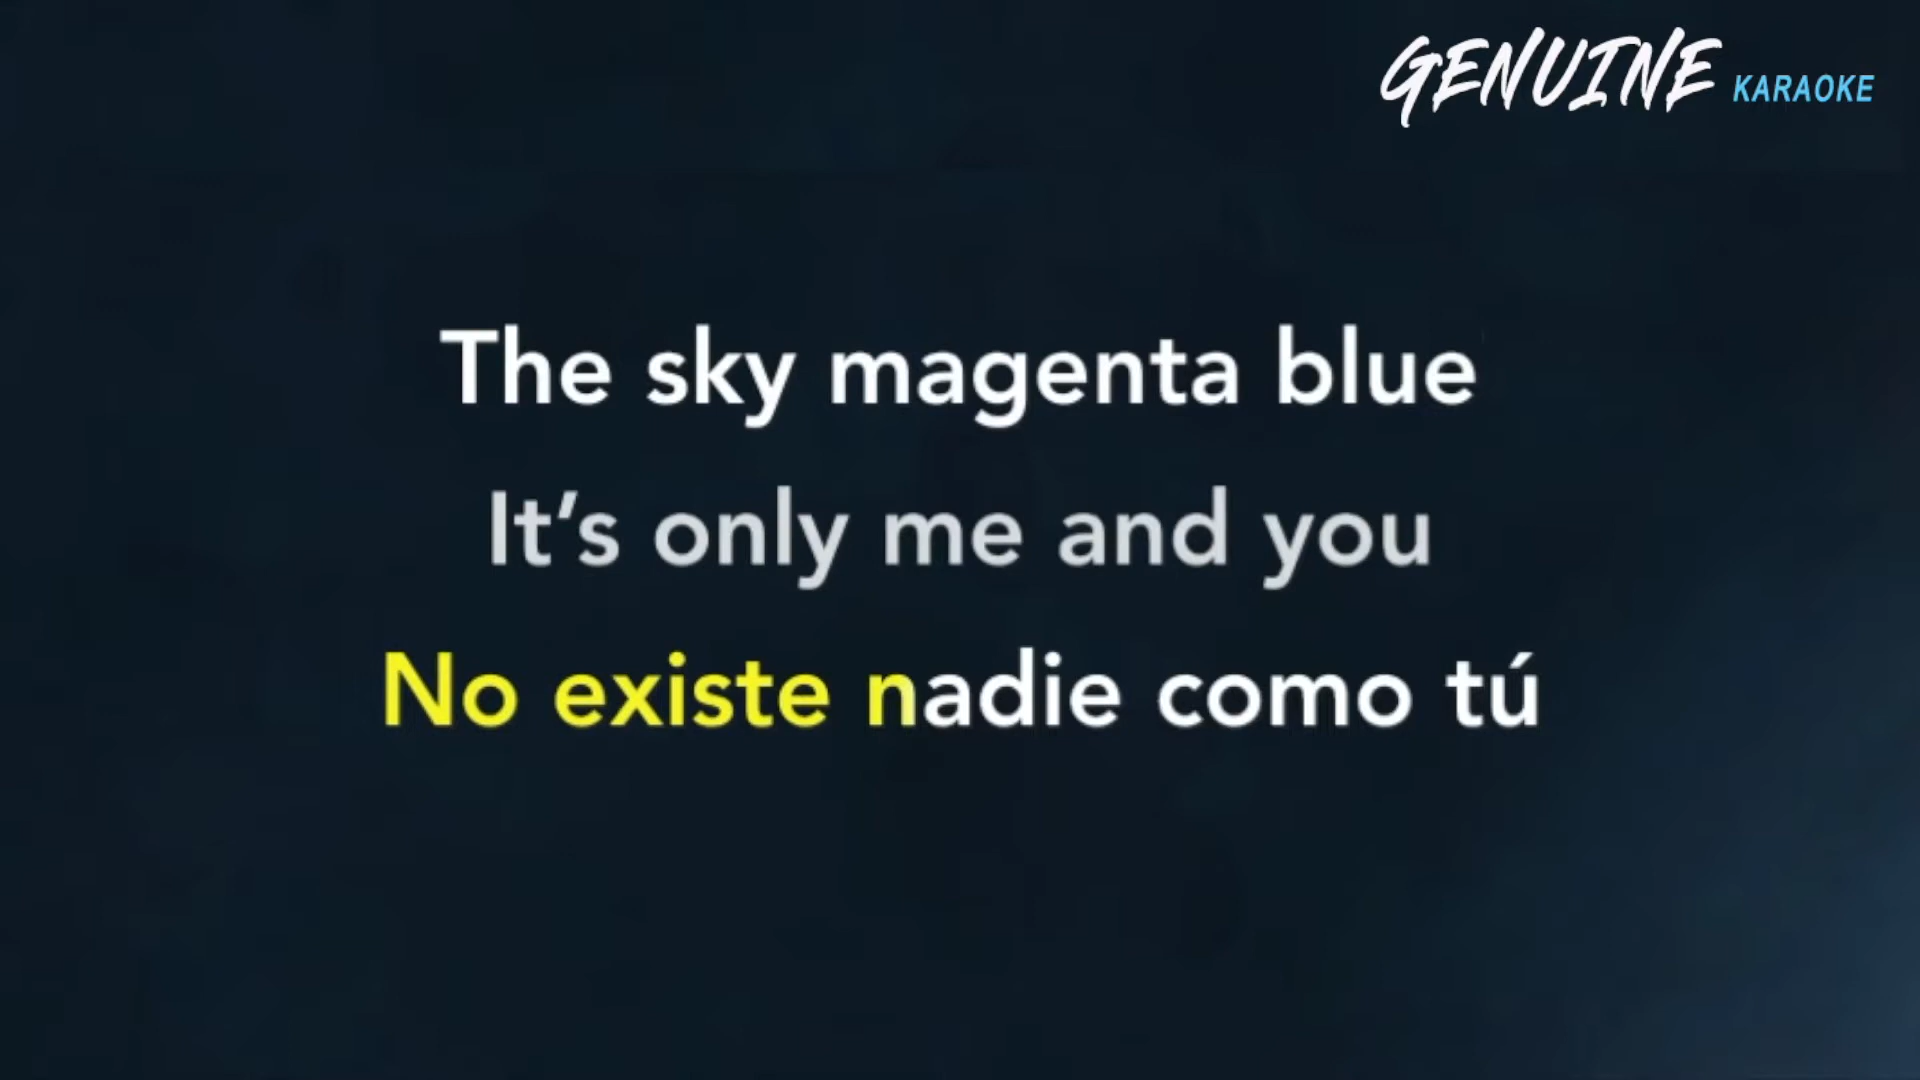 GENUINE KARAOKE
The sky magenta blue
It’s only me and you
No existe nadie como tú